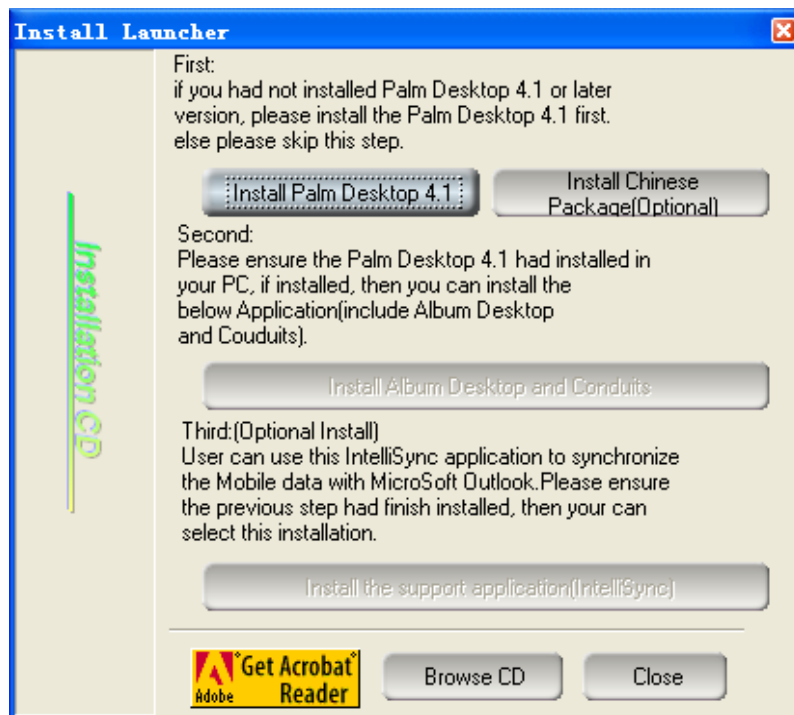 Install Launcher
First:
if you had not installed Palm Desktop 4.1 or later
version, please install the Palm Desktop 4.1 first.
else please skip this step.
Install Palm Desktop 4.1
Install Chinese
Package(Optional)
Second:
Please ensure the Palm Desktop 4.1 had installed in
your PC, if installed, then you can install the
below Application(include Album Desktop
and Couduits).
Install Album Desktop and Conduits
Third:(Optional Install)
User can use this IntelliSync application to synchronize
the Mobile data with MicroSoft Outlook.Please ensure
the previous step had finish installed, then your can
select this installation.
Install the support application(IntelliSync)
Installation CD
Adobe
Get Acrobat
Reader
Browse CD
Close